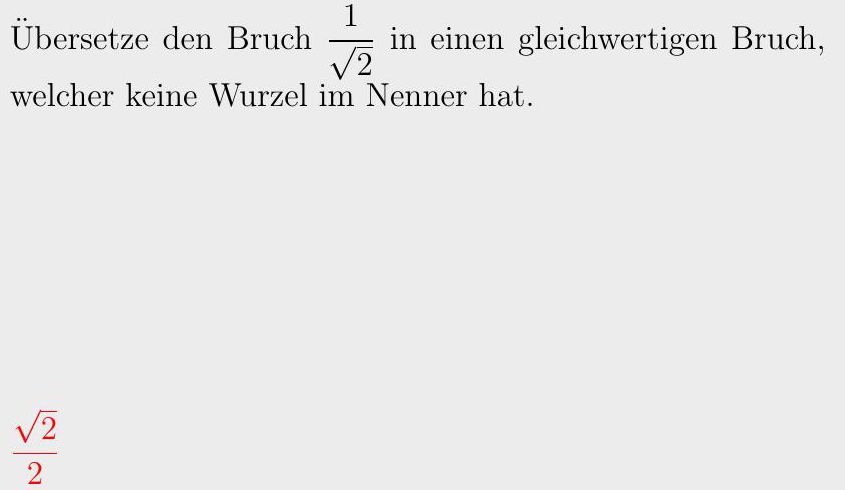 Übersetze den Bruch $\frac{1}{\sqrt{2}}$ in einen gleichwertigen Bruch,
welcher keine Wurzel im Nenner hat.
$\frac{\sqrt{2}}{2}$